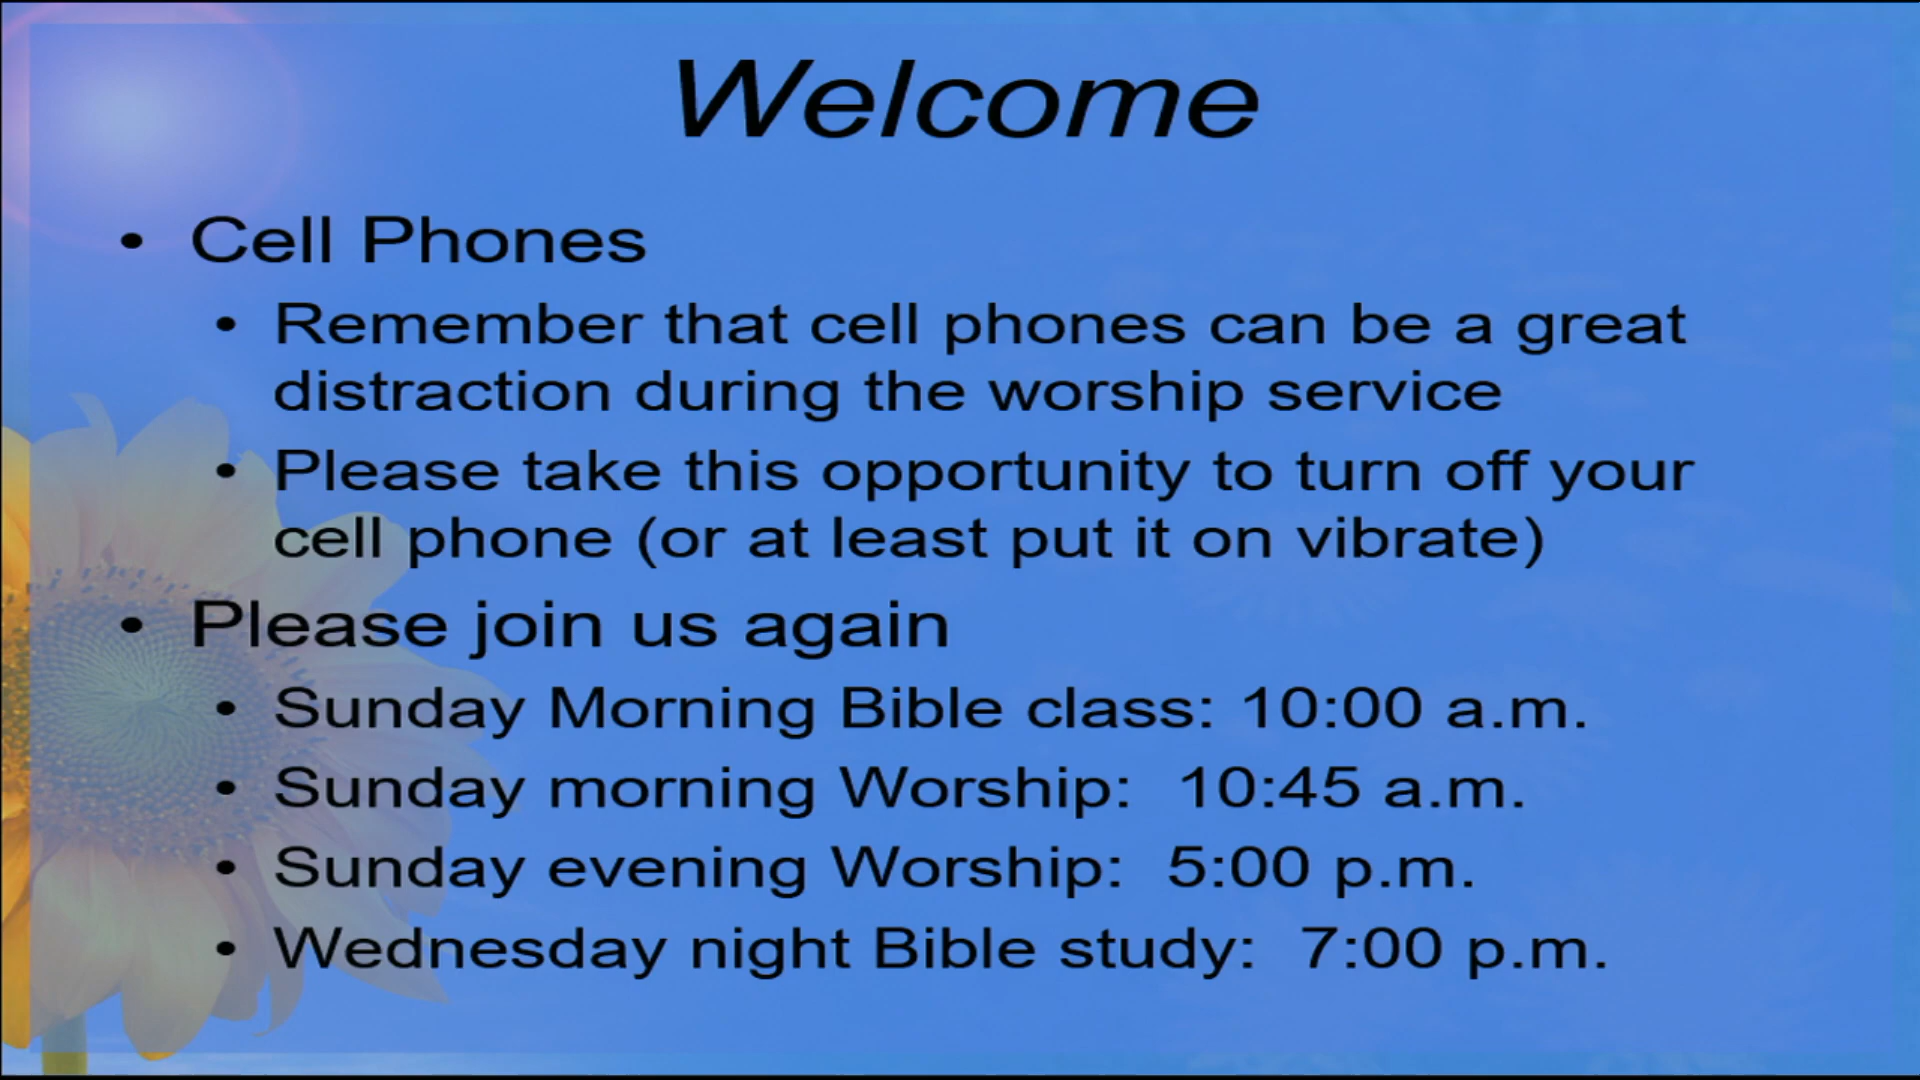 Welcome
• Cell Phones
• Remember that cell phones can be a great
distraction during the worship service
• Please take this opportunity to turn off your
cell phone (or at least put it on vibrate)
• Please join us again
• Sunday Morning Bible class: 10:00 a.m.
• Sunday morning Worship:  10:45 a.m.
• Sunday evening Worship:  5:00 p.m.
• Wednesday night Bible study:  7:00 p.m.